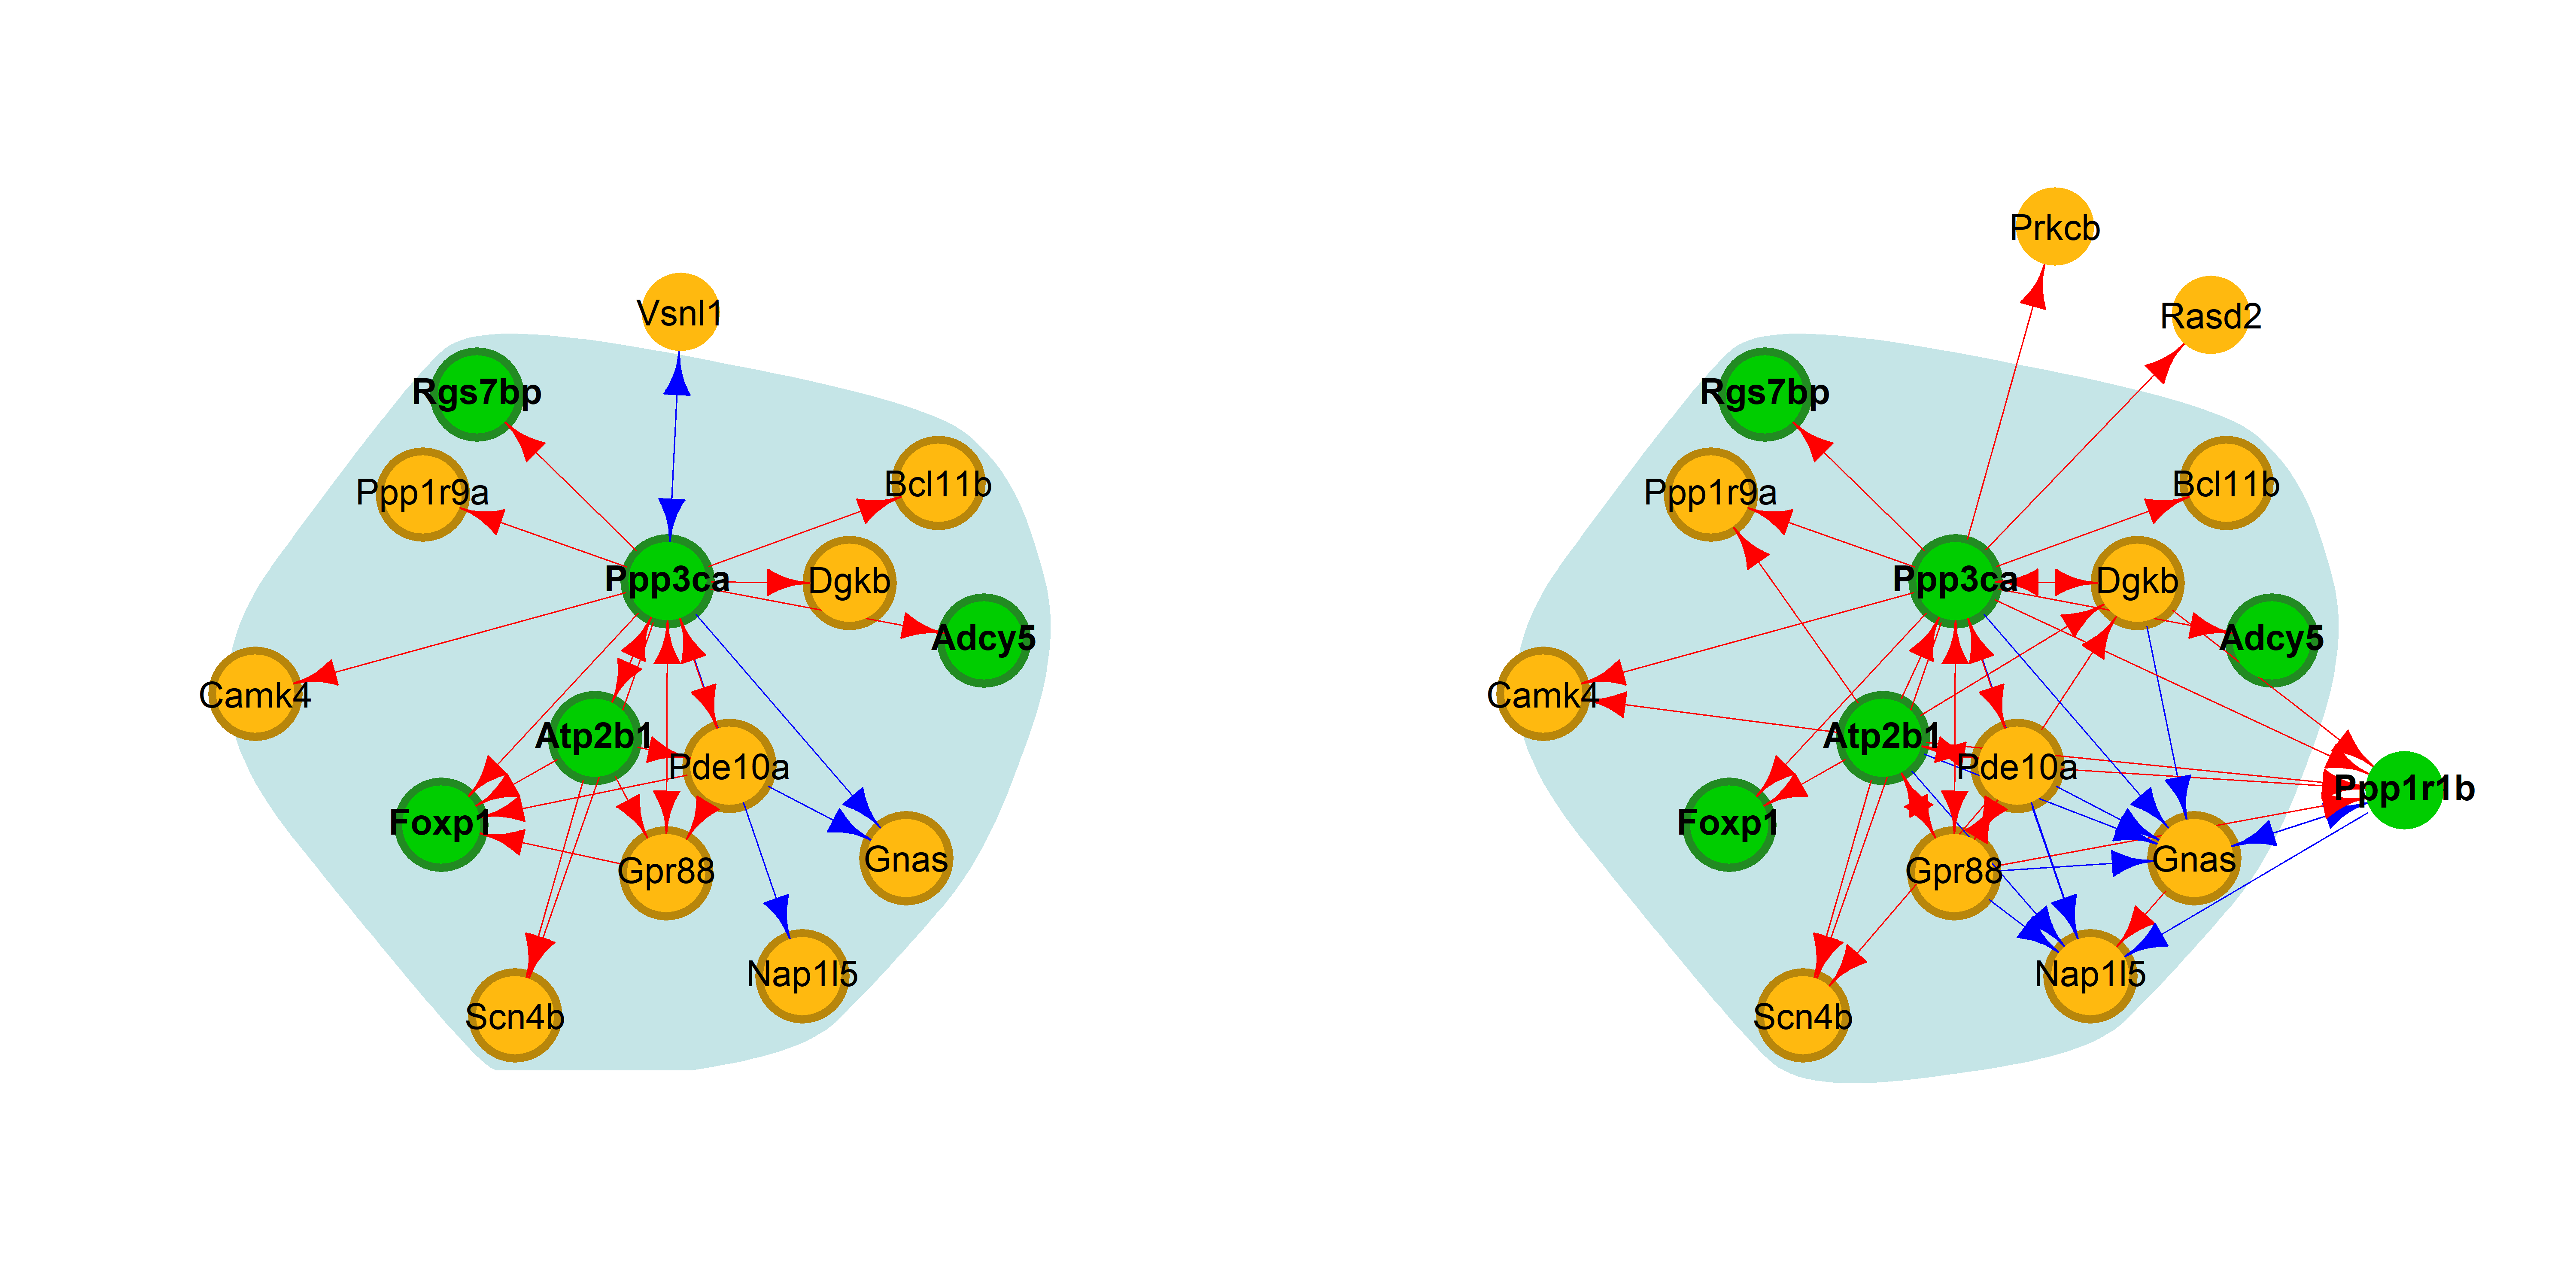 Vsnl1
Rgs7bp
Ppp1r9a
Bcl11b
Ppp3ca
Dgkb
Adcy5
Camk4
Atp2b1
Pde10a
Foxp1
Gpr88
Gnas
Nap1l5
Scn4b
Prkcb
Rasd2
Rgs7bp
Ppp1r9a
Bcl11b
Ppp3ca
Dgkb
Adcy5
Camk4
Atp2b1
Pde10a
Ppp1r1b
Foxp1
Gpr88
Gnas
Nap1l5
Scn4b